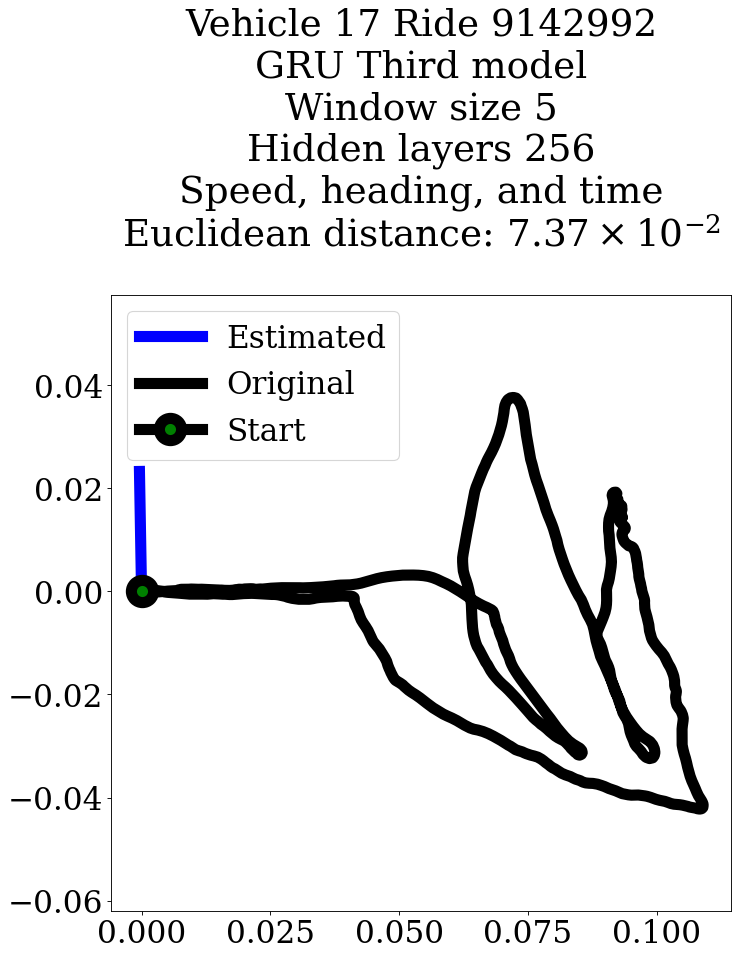 Vehicle 17 Ride 9142992
GRU Third model
Window size 5
Hidden layers 256
Speed, heading, and time
Euclidean distance: 7.37 × 10⁻²
Estimated
Original
Start
0.04
0.02
0.00
−0.02
−0.04
−0.06
0.000 0.025 0.050 0.075 0.100